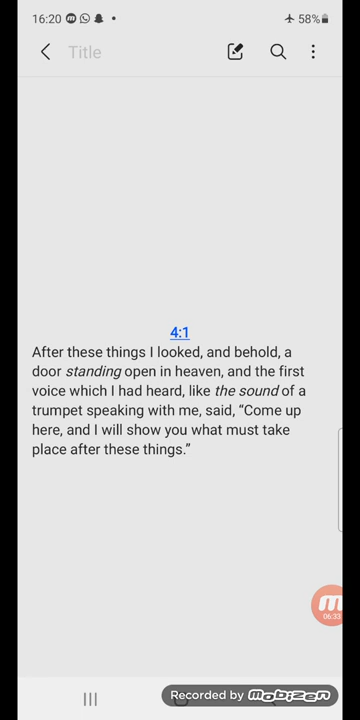 16:20 58%
Title
4:1
After these things I looked, and behold, a
door standing open in heaven, and the first
voice which I had heard, like the sound of a
trumpet speaking with me, said, “Come up
here, and I will show you what must take
place after these things.”
06:33
Recorded by mobizen